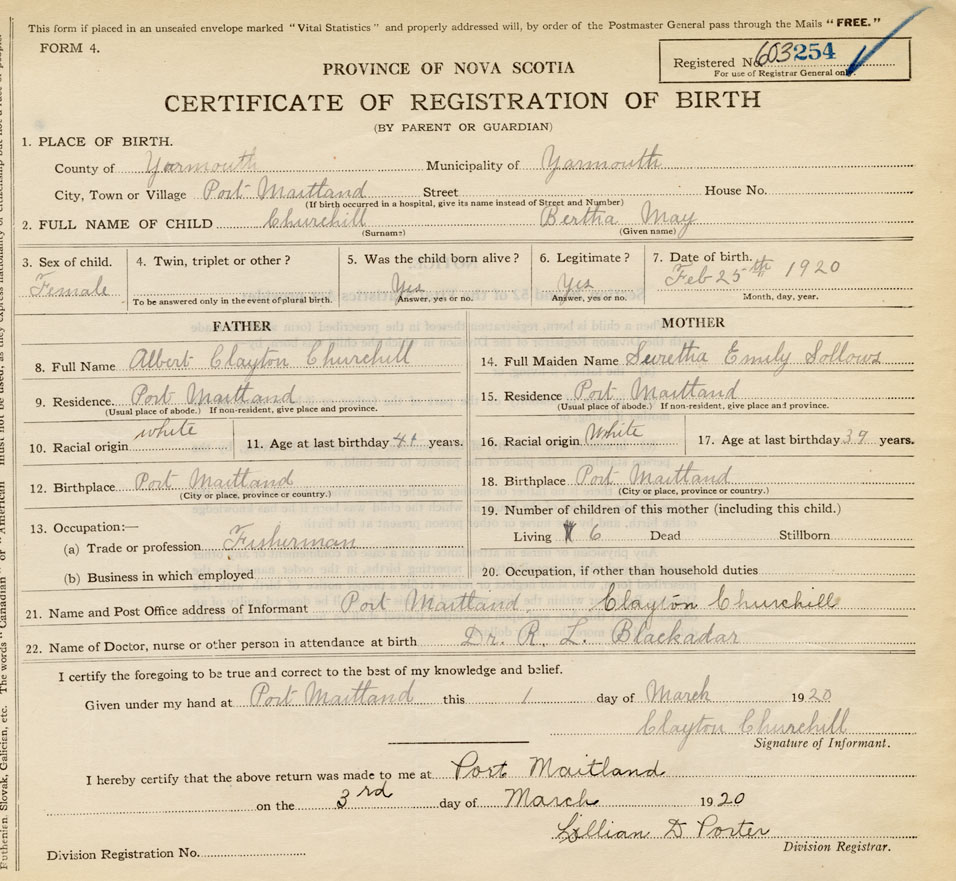 This form if placed in an unsealed envelope marked "Vital Statistics" and properly addressed will, by order of the Postmaster General pass through the Mails "FREE."
FORM 4.
Registered No. 603254
For use of Registrar General only.
PROVINCE OF NOVA SCOTIA
CERTIFICATE OF REGISTRATION OF BIRTH
(BY PARENT OR GUARDIAN)
1. PLACE OF BIRTH.
County of Yarmouth Municipality of Yarmouth
City, Town or Village Port Maitland Street House No.
(If birth occurred in a hospital, give its name instead of Street and Number)
2. FULL NAME OF CHILD Churchill Bertha May
(Surname) (Given name)
3. Sex of child. 4. Twin, triplet or other? 5. Was the child born alive? 6. Legitimate? 7. Date of birth.
Female Yes Yes Feb 25th 1920
To be answered only in the event of plural birth. Answer, yes or no. Answer, yes or no. Month, day, year.
FATHER MOTHER
8. Full Name Albert Clayton Churchill 14. Full Maiden Name Suretha Emily Sollows
9. Residence. Port Maitland 15. Residence Port Maitland
(Usual place of abode.) If non-resident, give place and province. (Usual place of abode.) If non-resident, give place and province.
10. Racial origin white 11. Age at last birthday years. 16. Racial origin White 17. Age at last birthday 39 years.
12. Birthplace Port Maitland 18. Birthplace Port Maitland
(City or place, province or country.) (City or place, province or country.)
13. Occupation:— 19. Number of children of this mother (including this child.)
(a) Trade or profession Fisherman Living 6 Dead Stillborn
(b) Business in which employed 20. Occupation, if other than household duties
21. Name and Post Office address of Informant Port Maitland Clayton Churchill
22. Name of Doctor, nurse or other person in attendance at birth Dr. R. L. Blackadar
I certify the foregoing to be true and correct to the best of my knowledge and belief.
Given under my hand at Port Maitland this 1 day of March 1920
Clayton Churchill
Signature of Informant.
I hereby certify that the above return was made to me at Port Maitland
on the 3rd day of March 1920
Lillian D Porter
Division Registrar.
Division Registration No.